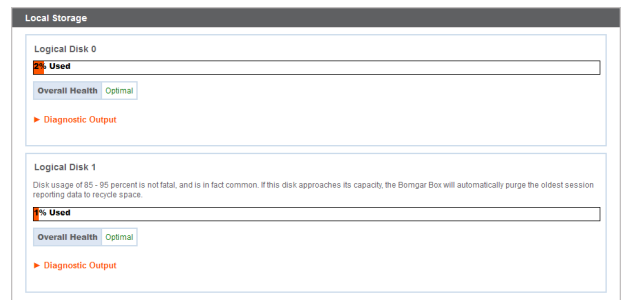 Local Storage
Logical Disk 0
2% Used
Overall Health Optimal
► Diagnostic Output
Logical Disk 1
Disk usage of 85 - 95 percent is not fatal, and is in fact common. If this disk approaches its capacity, the Bomgar Box will automatically purge the oldest session
reporting data to recycle space.
1% Used
Overall Health Optimal
► Diagnostic Output